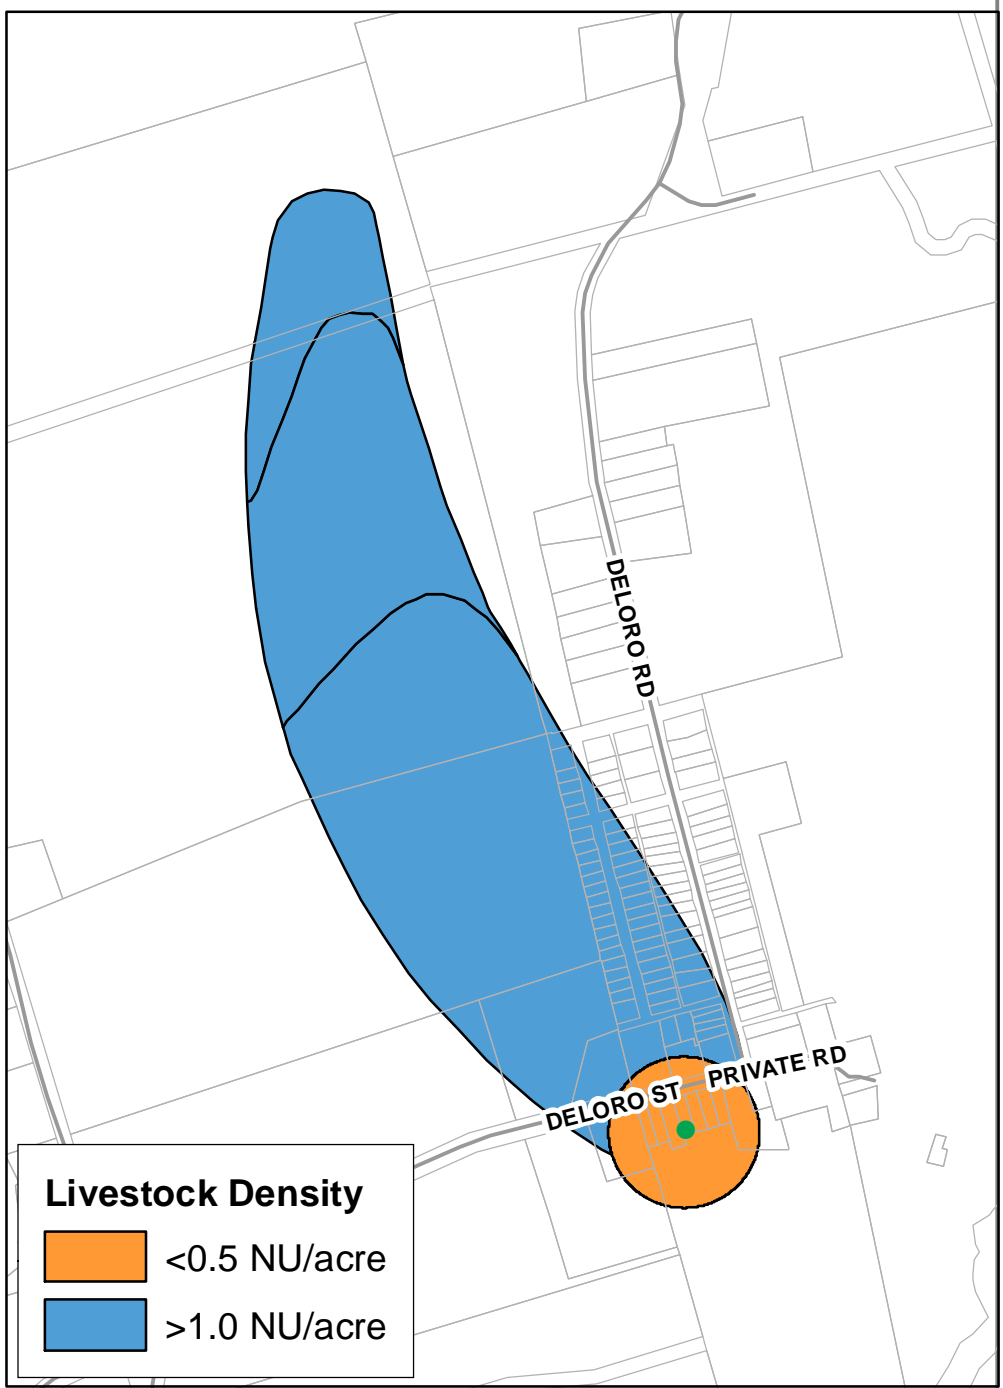 DELORO RD
PRIVATE RD
DELORO ST
Livestock Density
<0.5 NU/acre
>1.0 NU/acre